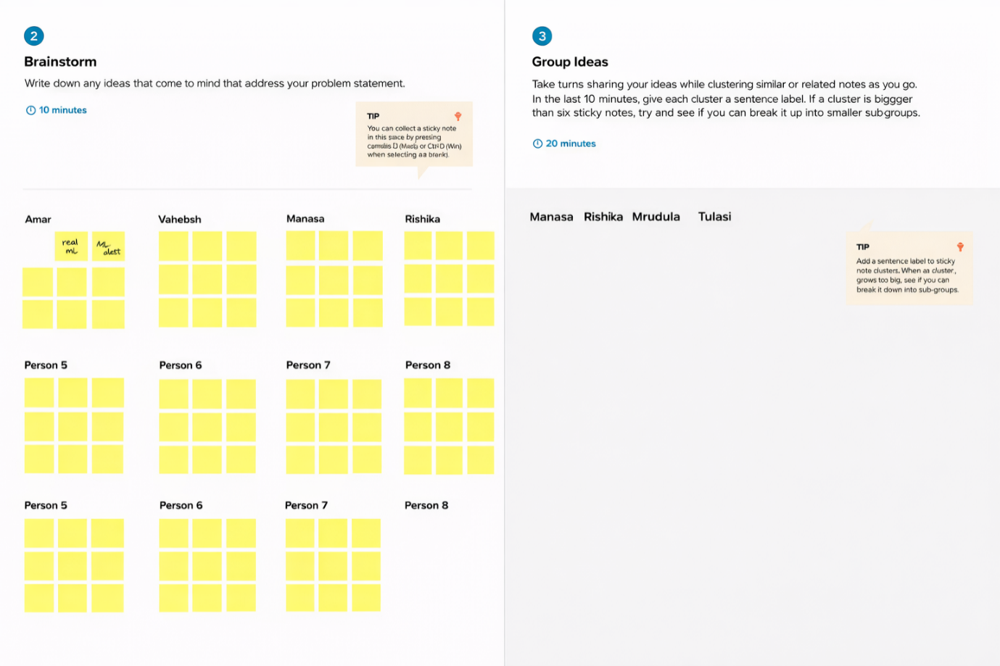 2
Brainstorm
Write down any ideas that come to mind that address your problem statement.
10 minutes
TIP
You can collect a sticky note
in this by pressing
D or Ctrl D (Win)
when selecting
Amar
Vahebsh
Manasa
Rishika
real
mL
ML
alest
Person 5
Person 6
Person 7
Person 8
Person 5
Person 6
Person 7
Person 8
3
Group Ideas
Take turns sharing your ideas while clustering similar or related notes as you go.
In the last 10 minutes, give each cluster a sentence label. If a cluster is biggger
than six sticky notes, try and see if you can break it up into smaller subgroups.
20 minutes
Manasa Rishika Mrudula Tulasi
TIP
Add a sentence label to sticky
note clusters. When aa cluster,
grows too big, see if you can
break it down into sub-groups.